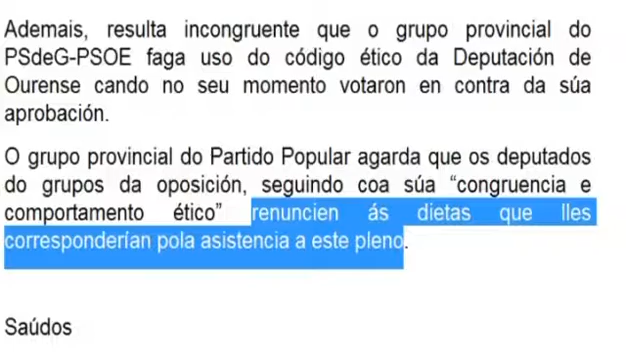 Ademais, resulta incongruente que o grupo provincial do
PSdeG-PSOE faga uso do código ético da Deputación de
Ourense cando no seu momento votaron en contra da súa
aprobación.
O grupo provincial do Partido Popular agarda que os deputados
do grupos da oposición, seguindo coa súa “congruencia e
comportamento ético” renuncien ás dietas que lles
corresponderían pola asistencia a este pleno.
Saúdos